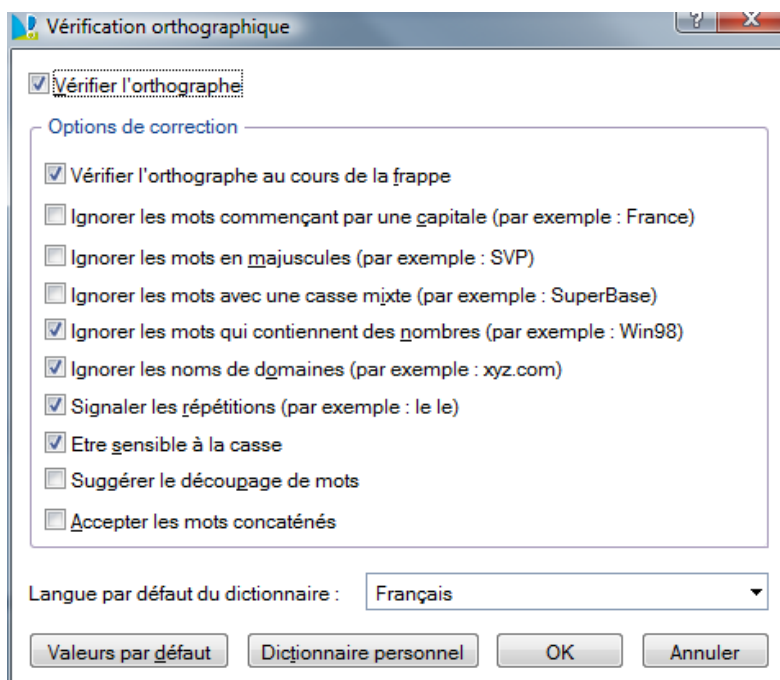 Vérification orthographique
? X
Vérifier l'orthographe
Options de correction
Vérifier l'orthographe au cours de la frappe
Ignorer les mots commençant par une capitale (par exemple : France)
Ignorer les mots en majuscules (par exemple : SVP)
Ignorer les mots avec une casse mixte (par exemple : SuperBase)
Ignorer les mots qui contiennent des nombres (par exemple : Win98)
Ignorer les noms de domaines (par exemple : xyz.com)
Signaler les répétitions (par exemple : le le)
Etre sensible à la casse
Suggérer le découpage de mots
Accepter les mots concaténés
Langue par défaut du dictionnaire : Français
Valeurs par défaut Dictionnaire personnel OK Annuler